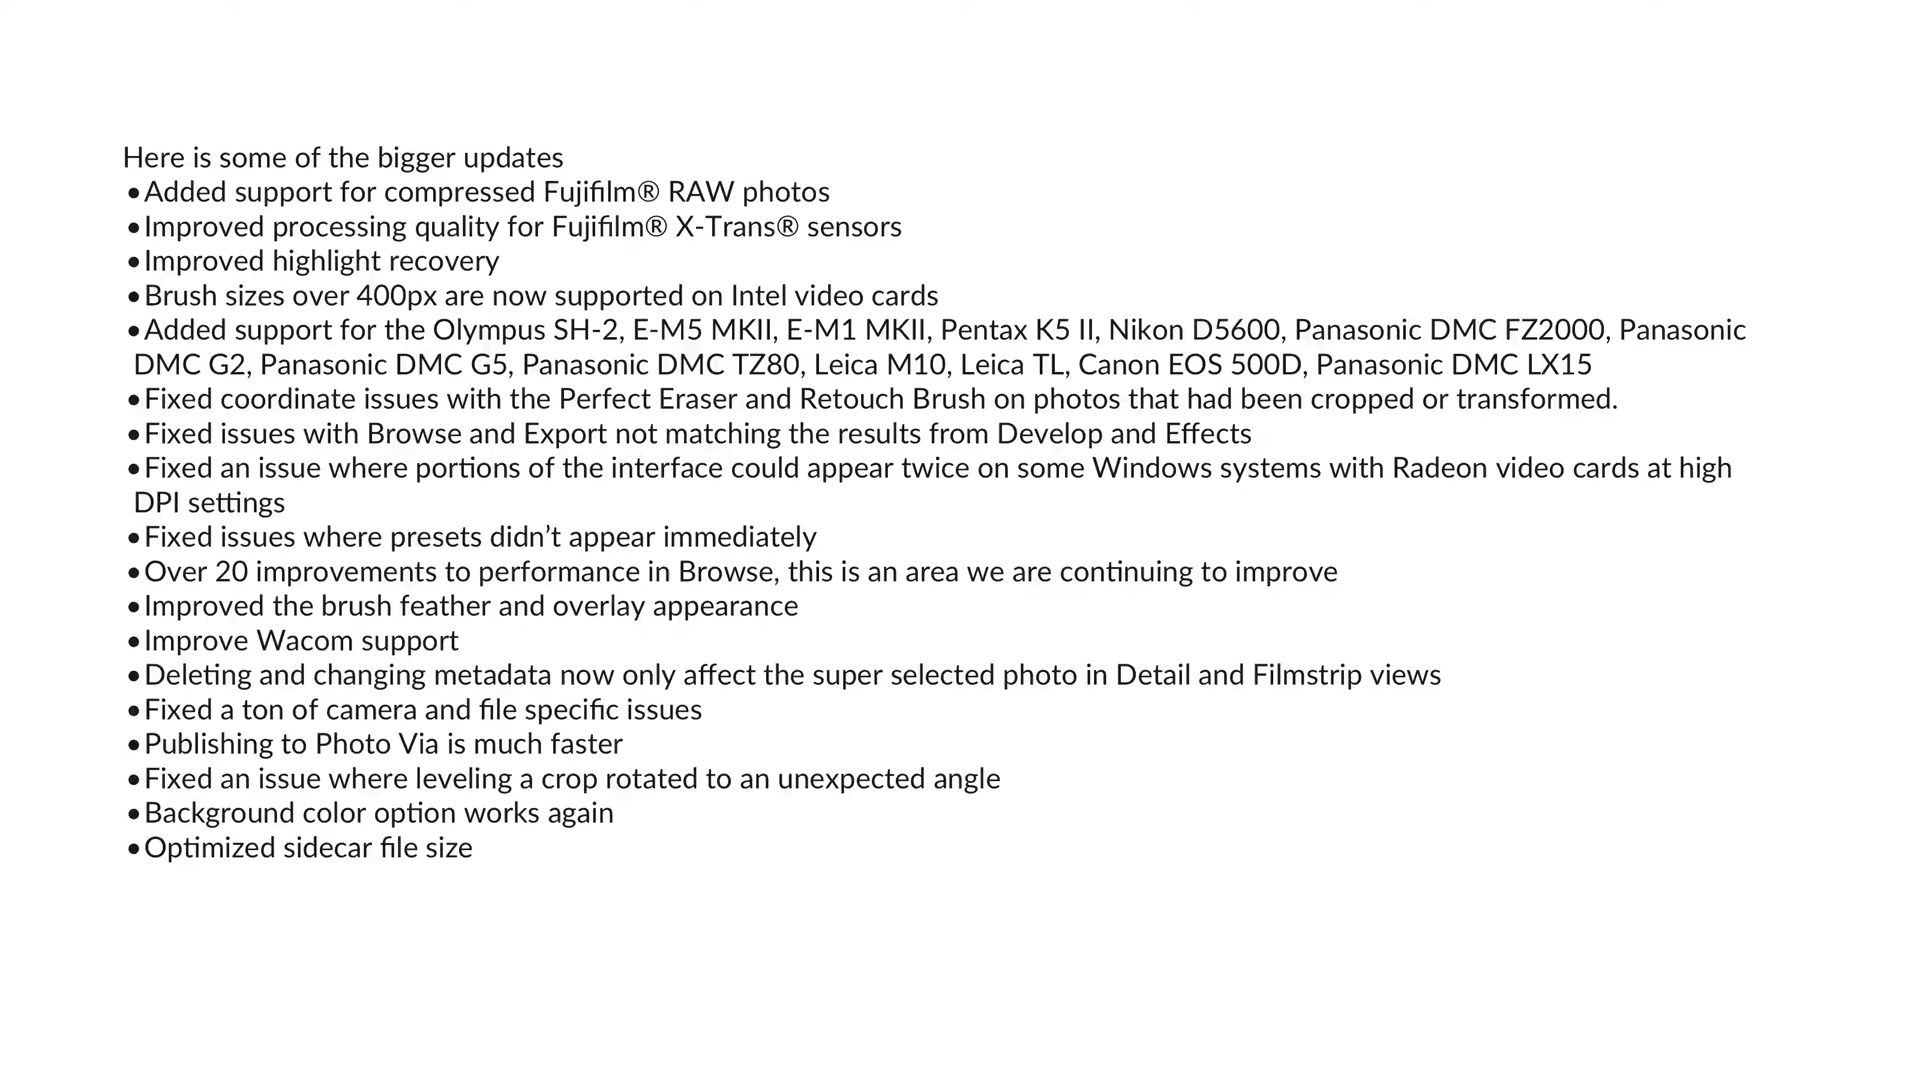 Here is some of the bigger updates
•Added support for compressed Fujifilm® RAW photos
•Improved processing quality for Fujifilm® X-Trans® sensors
•Improved highlight recovery
•Brush sizes over 400px are now supported on Intel video cards
•Added support for the Olympus SH-2, E-M5 MKII, E-M1 MKII, Pentax K5 II, Nikon D5600, Panasonic DMC FZ2000, Panasonic
DMC G2, Panasonic DMC G5, Panasonic DMC TZ80, Leica M10, Leica TL, Canon EOS 500D, Panasonic DMC LX15
•Fixed coordinate issues with the Perfect Eraser and Retouch Brush on photos that had been cropped or transformed.
•Fixed issues with Browse and Export not matching the results from Develop and Effects
•Fixed an issue where portions of the interface could appear twice on some Windows systems with Radeon video cards at high
DPI settings
•Fixed issues where presets didn’t appear immediately
•Over 20 improvements to performance in Browse, this is an area we are continuing to improve
•Improved the brush feather and overlay appearance
•Improve Wacom support
•Deleting and changing metadata now only affect the super selected photo in Detail and Filmstrip views
•Fixed a ton of camera and file specific issues
•Publishing to Photo Via is much faster
•Fixed an issue where leveling a crop rotated to an unexpected angle
•Background color option works again
•Optimized sidecar file size